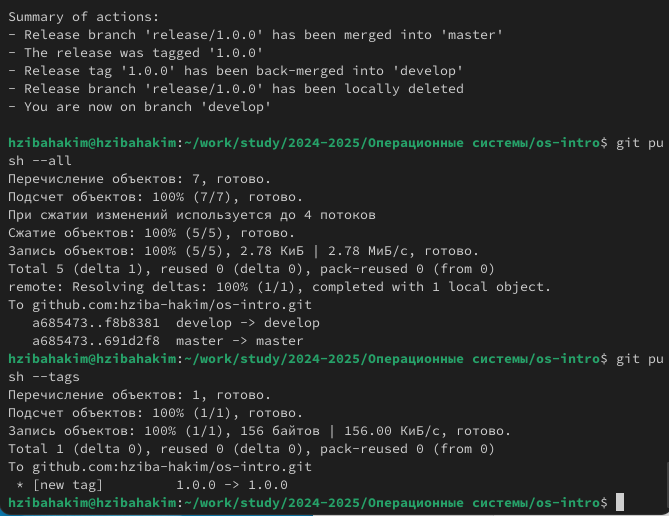 Summary of actions:
- Release branch 'release/1.0.0' has been merged into 'master'
- The release was tagged '1.0.0'
- Release tag '1.0.0' has been back-merged into 'develop'
- Release branch 'release/1.0.0' has been locally deleted
- You are now on branch 'develop'
hzibahakim@hzibahakim:~/work/study/2024-2025/Операционные системы/os-intro$ git pu
sh --all
Перечисление объектов: 7, готово.
Подсчет объектов: 100% (7/7), готово.
При сжатии изменений используется до 4 потоков
Сжатие объектов: 100% (5/5), готово.
Запись объектов: 100% (5/5), 2.78 КиБ | 2.78 МиБ/с, готово.
Total 5 (delta 1), reused 0 (delta 0), pack-reused 0 (from 0)
remote: Resolving deltas: 100% (1/1), completed with 1 local object.
To github.com:hziba-hakim/os-intro.git
   a685473..f8b8381  develop -> develop
   a685473..691d2f8  master -> master
hzibahakim@hzibahakim:~/work/study/2024-2025/Операционные системы/os-intro$ git pu
sh --tags
Перечисление объектов: 1, готово.
Подсчет объектов: 100% (1/1), готово.
Запись объектов: 100% (1/1), 156 байтов | 156.00 КиБ/с, готово.
Total 1 (delta 0), reused 0 (delta 0), pack-reused 0 (from 0)
To github.com:hziba-hakim/os-intro.git
 * [new tag]         1.0.0 -> 1.0.0
hzibahakim@hzibahakim:~/work/study/2024-2025/Операционные системы/os-intro$